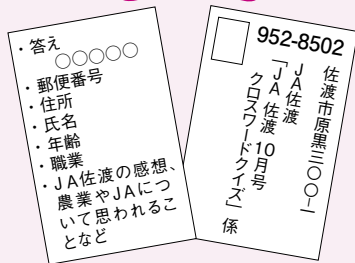 ・答え
○○○○○
・郵便番号
・住所
・氏名
・年齢
・職業
・JA佐渡の感想、
農業やJAにつ
いて思われるこ
となど
952-8502
佐渡市原黒三〇〇-一
JA佐渡
「JA佐渡10月号
クロスワードクイズ」係